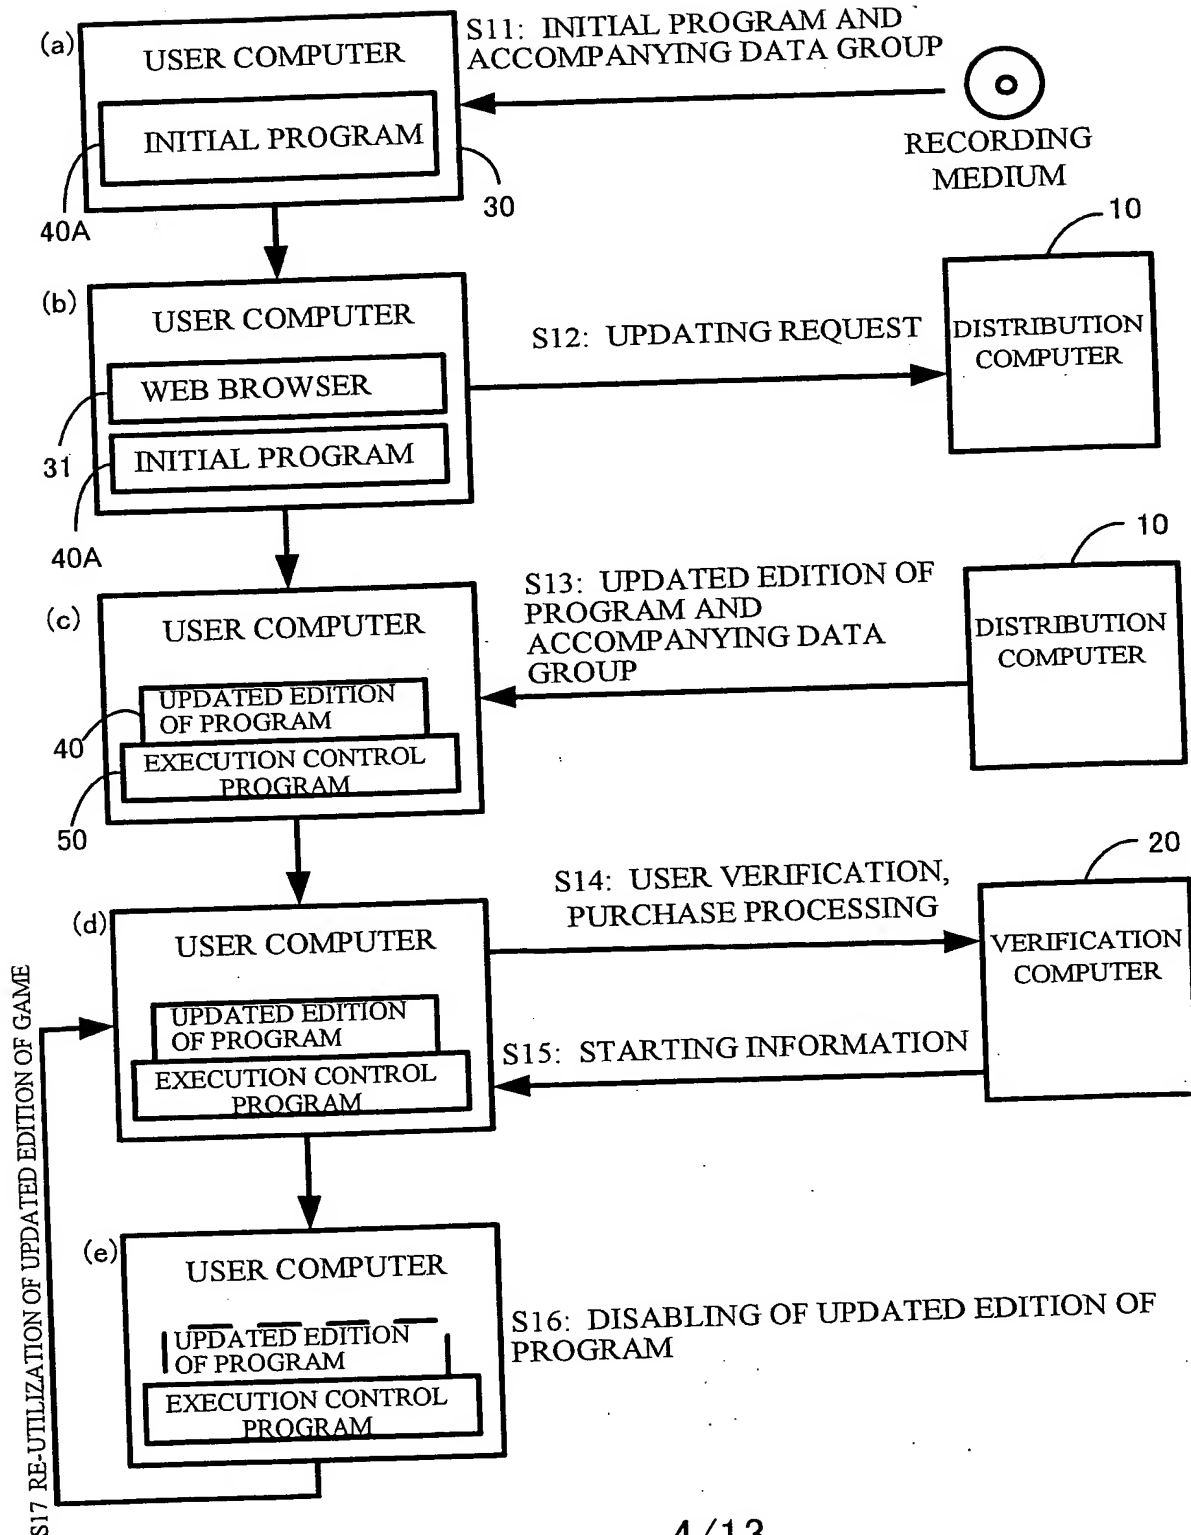 (a)
USER COMPUTER
INITIAL PROGRAM
40A
30
S11: INITIAL PROGRAM AND
ACCOMPANYING DATA GROUP
RECORDING
MEDIUM
(b)
USER COMPUTER
WEB BROWSER
31
INITIAL PROGRAM
40A
S12: UPDATING REQUEST
10
DISTRIBUTION
COMPUTER
(c)
USER COMPUTER
UPDATED EDITION
OF PROGRAM
40
EXECUTION CONTROL
PROGRAM
50
S13: UPDATED EDITION OF
PROGRAM AND
ACCOMPANYING DATA
GROUP
10
DISTRIBUTION
COMPUTER
(d)
USER COMPUTER
UPDATED EDITION
OF PROGRAM
EXECUTION CONTROL
PROGRAM
S14: USER VERIFICATION,
PURCHASE PROCESSING
S15: STARTING INFORMATION
20
VERIFICATION
COMPUTER
(e)
USER COMPUTER
UPDATED EDITION
OF PROGRAM
EXECUTION CONTROL
PROGRAM
S16: DISABLING OF UPDATED EDITION OF
PROGRAM
S17 RE-UTILIZATION OF UPDATED EDITION OF GAME
4/13